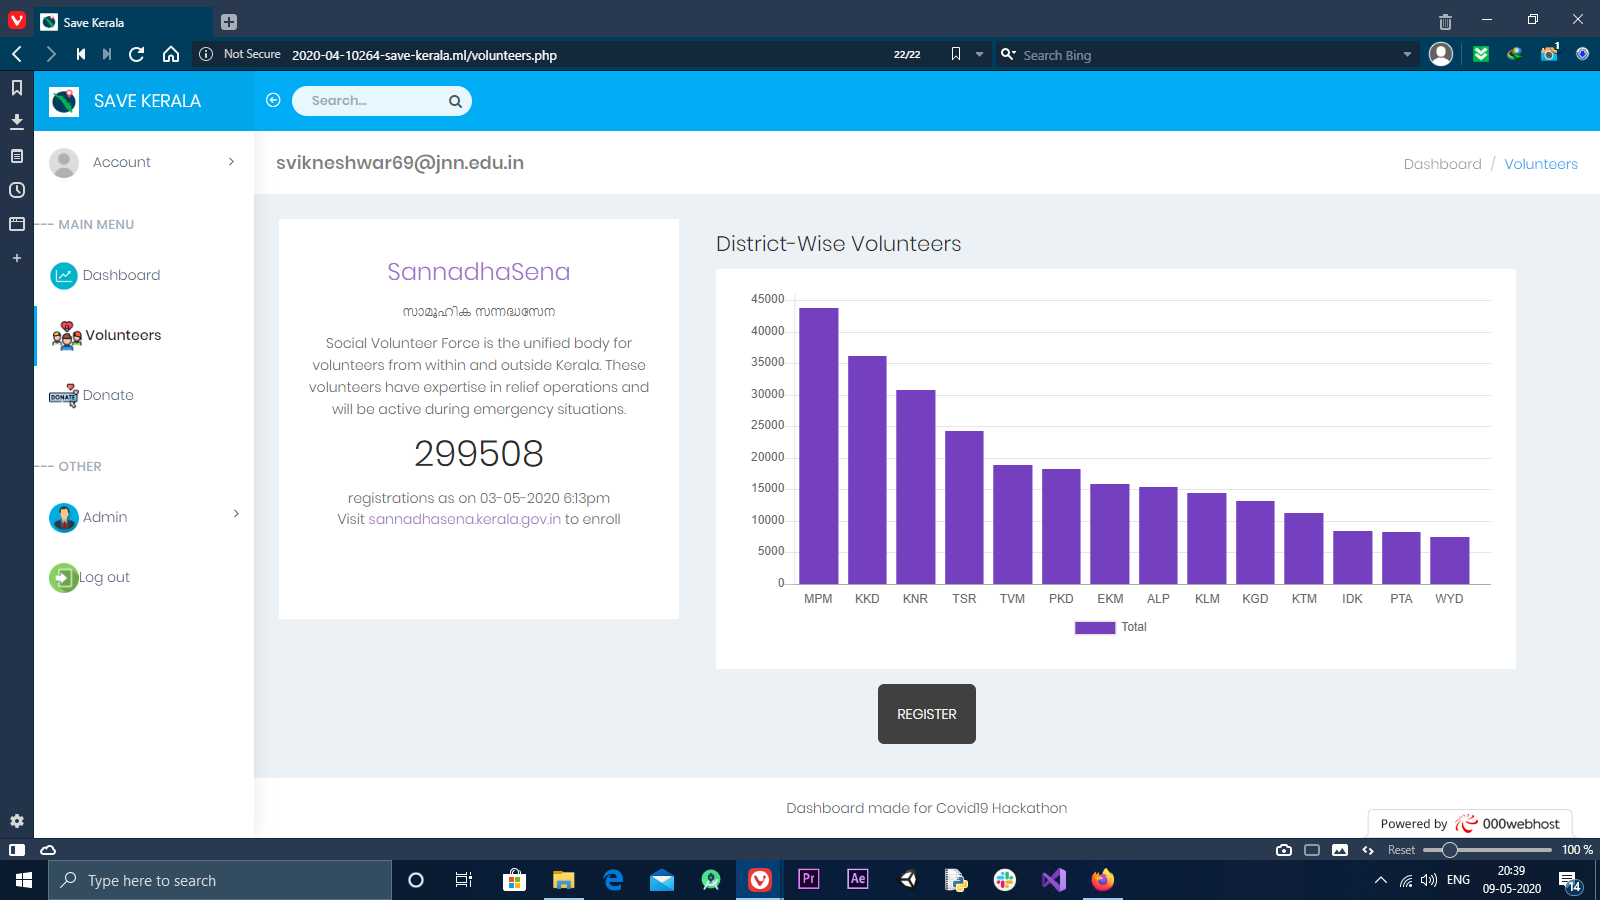 Save Kerala
Not Secure 2020-04-10264-save-kerala.ml/volunteers.php 22/22 Search Bing 1
SAVE KERALA Search...
Account
svikneshwar69@jnn.edu.in
Dashboard / Volunteers
--- MAIN MENU
Dashboard
Volunteers
DONATE Donate
--- OTHER
Admin
Log out
SannadhaSena
സാമൂഹിക സന്നദ്ധസേന
Social Volunteer Force is the unified body for
volunteers from within and outside Kerala. These
volunteers have expertise in relief operations and
will be active during emergency situations.
299508
registrations as on 03-05-2020 6:13pm
Visit sannadhasena.kerala.gov.in to enroll
District-Wise Volunteers
45000
40000
35000
30000
25000
20000
15000
10000
5000
0
MPM KKD KNR TSR TVM PKD EKM ALP KLM KGD KTM IDK PTA WYD
Total
REGISTER
Dashboard made for Covid19 Hackathon
Powered by 000webhost
Reset 100 %
Type here to search Pr Ae ENG 20:39
09-05-2020 14